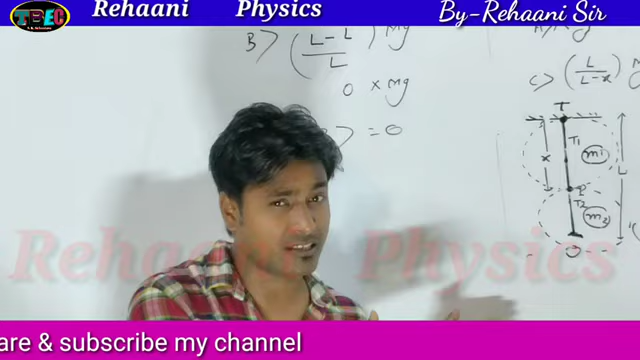 TBEC
Rehaani Physics
By-Rehaani Sir
B> (L-L/L) Mg
0 × mg
> = 0
C> (L/L-x)
T
T1
x
m1
L
P
T2
m2
O
Rehaani Physics
are & subscribe my channel